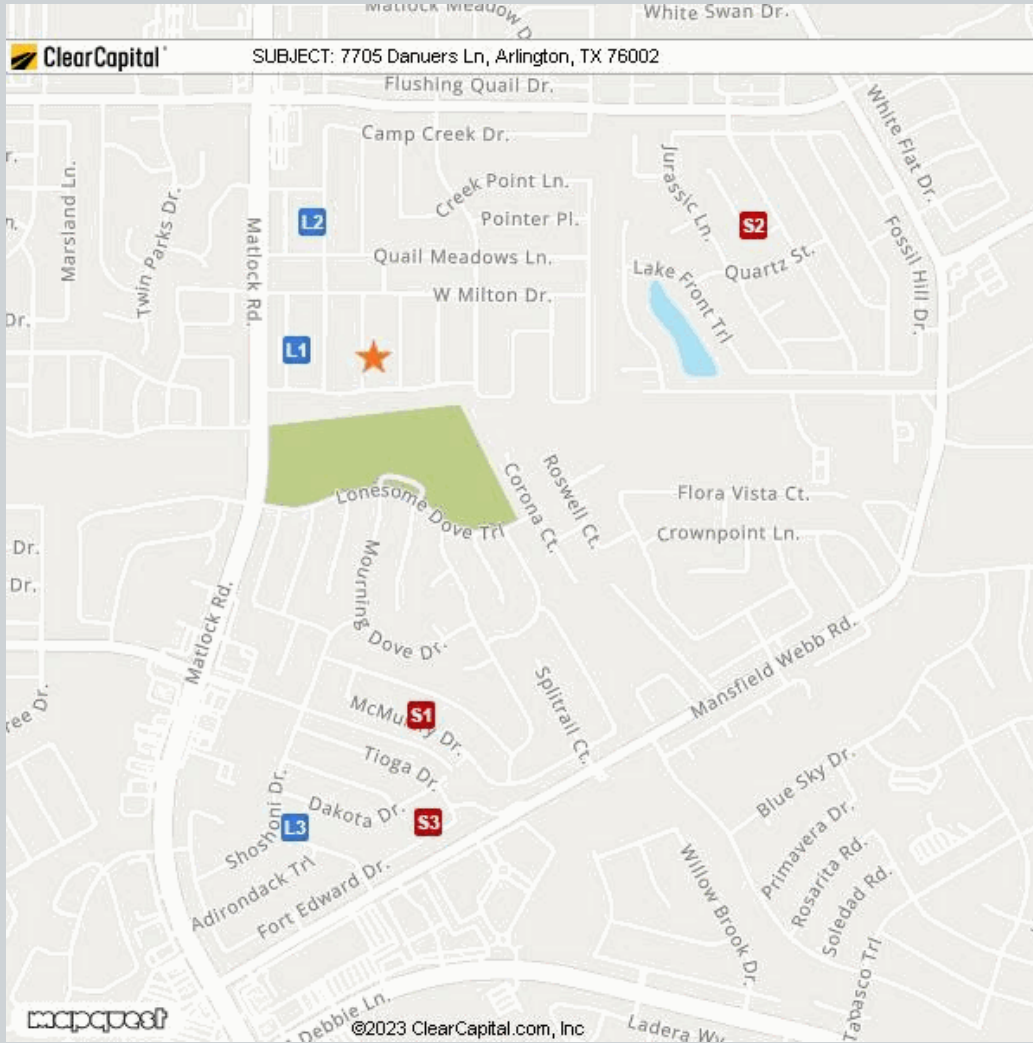 Matlock Meadow D
White Swan Dr.
ClearCapital
SUBJECT: 7705 Danuers Ln, Arlington, TX 76002
Flushing Quail Dr.
White Flat Dr.
Camp Creek Dr.
Jurassic Ln.
r.
Marsland Ln.
Twin Parks Dr.
Creek Point Ln.
Pointer Pl.
L2
S2
n.
Matlock Rd.
Fossil Hill Dr.
Quail Meadows Ln.
Quartz St.
Lake Front Trl
W Milton Dr.
Dr.
L1
Lonesome Dove Trl
Corona Ct.
Roswell Ct.
Flora Vista Ct.
Crownpoint Ln.
Dr.
Dr.
Mourning Dove Dr.
Matlock Rd.
Mansfield Webb Rd.
Splitrail Ct.
ree Dr.
S1
Tioga Dr.
Blue Sky Dr.
Dakota Dr.
S3
L3
Shoshoni Dr.
Primavera Dr.
Adirondack Trl
Fort Edward Dr.
Willow Brook Dr.
Rosarita Rd.
Soledad Rd.
Tabasco Trl
mapquest
Debbie Ln.
©2023 ClearCapital.com, Inc
Ladera Wy